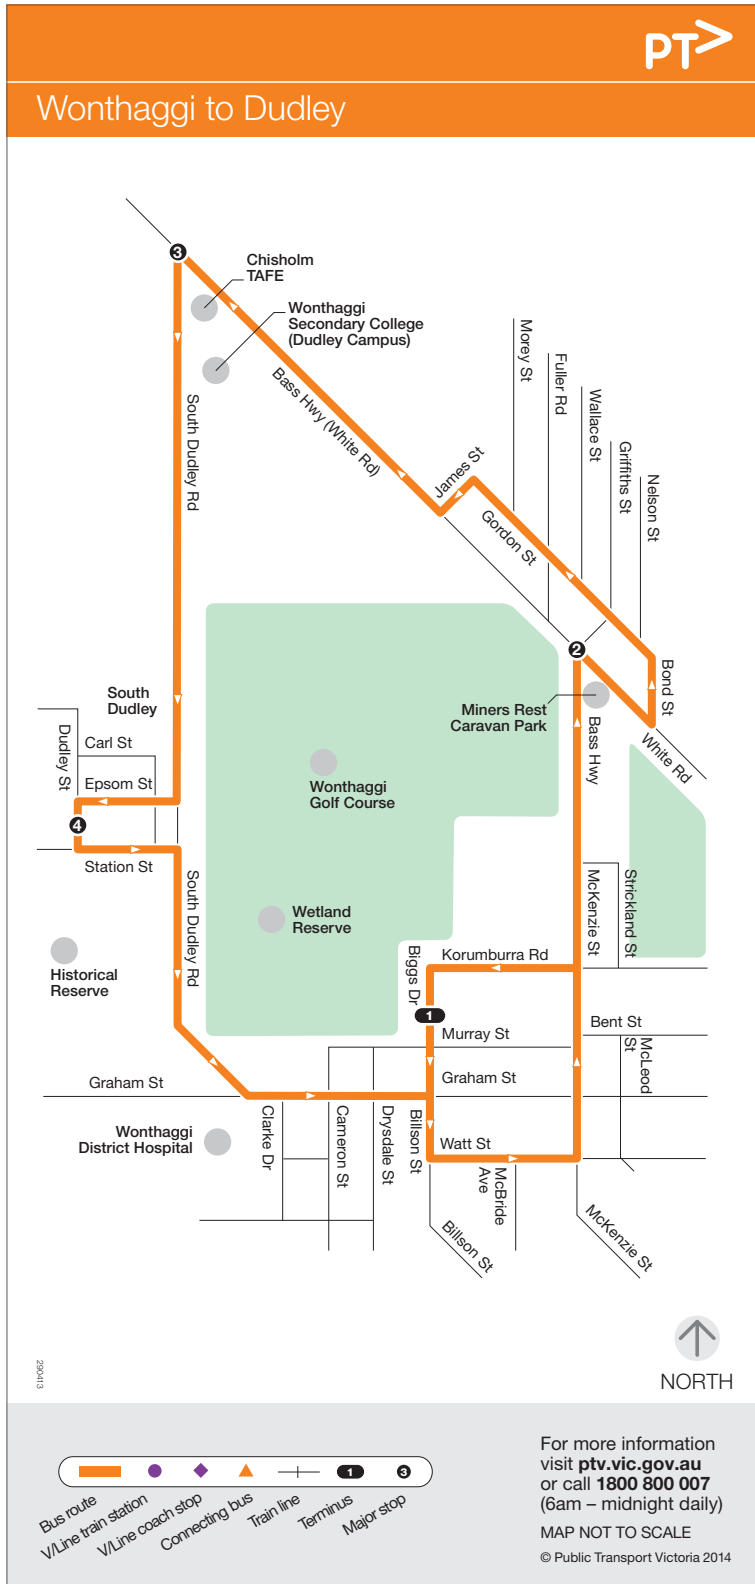 PT>
Wonthaggi to Dudley
3
Chisholm
TAFE
Wonthaggi
Secondary College
(Dudley Campus)
Bass Hwy (White Rd)
South Dudley Rd
James St
Gordon St
Morey St
Fuller Rd
Wallace St
Griffiths St
Nelson St
2
Bond St
White Rd
Bass Hwy
Miners Rest
Caravan Park
South
Dudley
Dudley St
Carl St
Epsom St
4
Station St
Wonthaggi
Golf Course
South Dudley Rd
Wetland
Reserve
Historical
Reserve
McKenzie St
Strickland St
Biggs Dr
Korumburra Rd
1
Murray St
Bent St
McLeod
St
Graham St
Graham St
Wonthaggi
District Hospital
Clarke Dr
Cameron St
Drysdale St
Billson St
Watt St
McBride
Ave
Billson St
McKenzie St
290413
NORTH
1
3
Bus route
V/Line train station
V/Line coach stop
Connecting bus
Train line
Terminus
Major stop
For more information
visit ptv.vic.gov.au
or call 1800 800 007
(6am – midnight daily)
MAP NOT TO SCALE
© Public Transport Victoria 2014